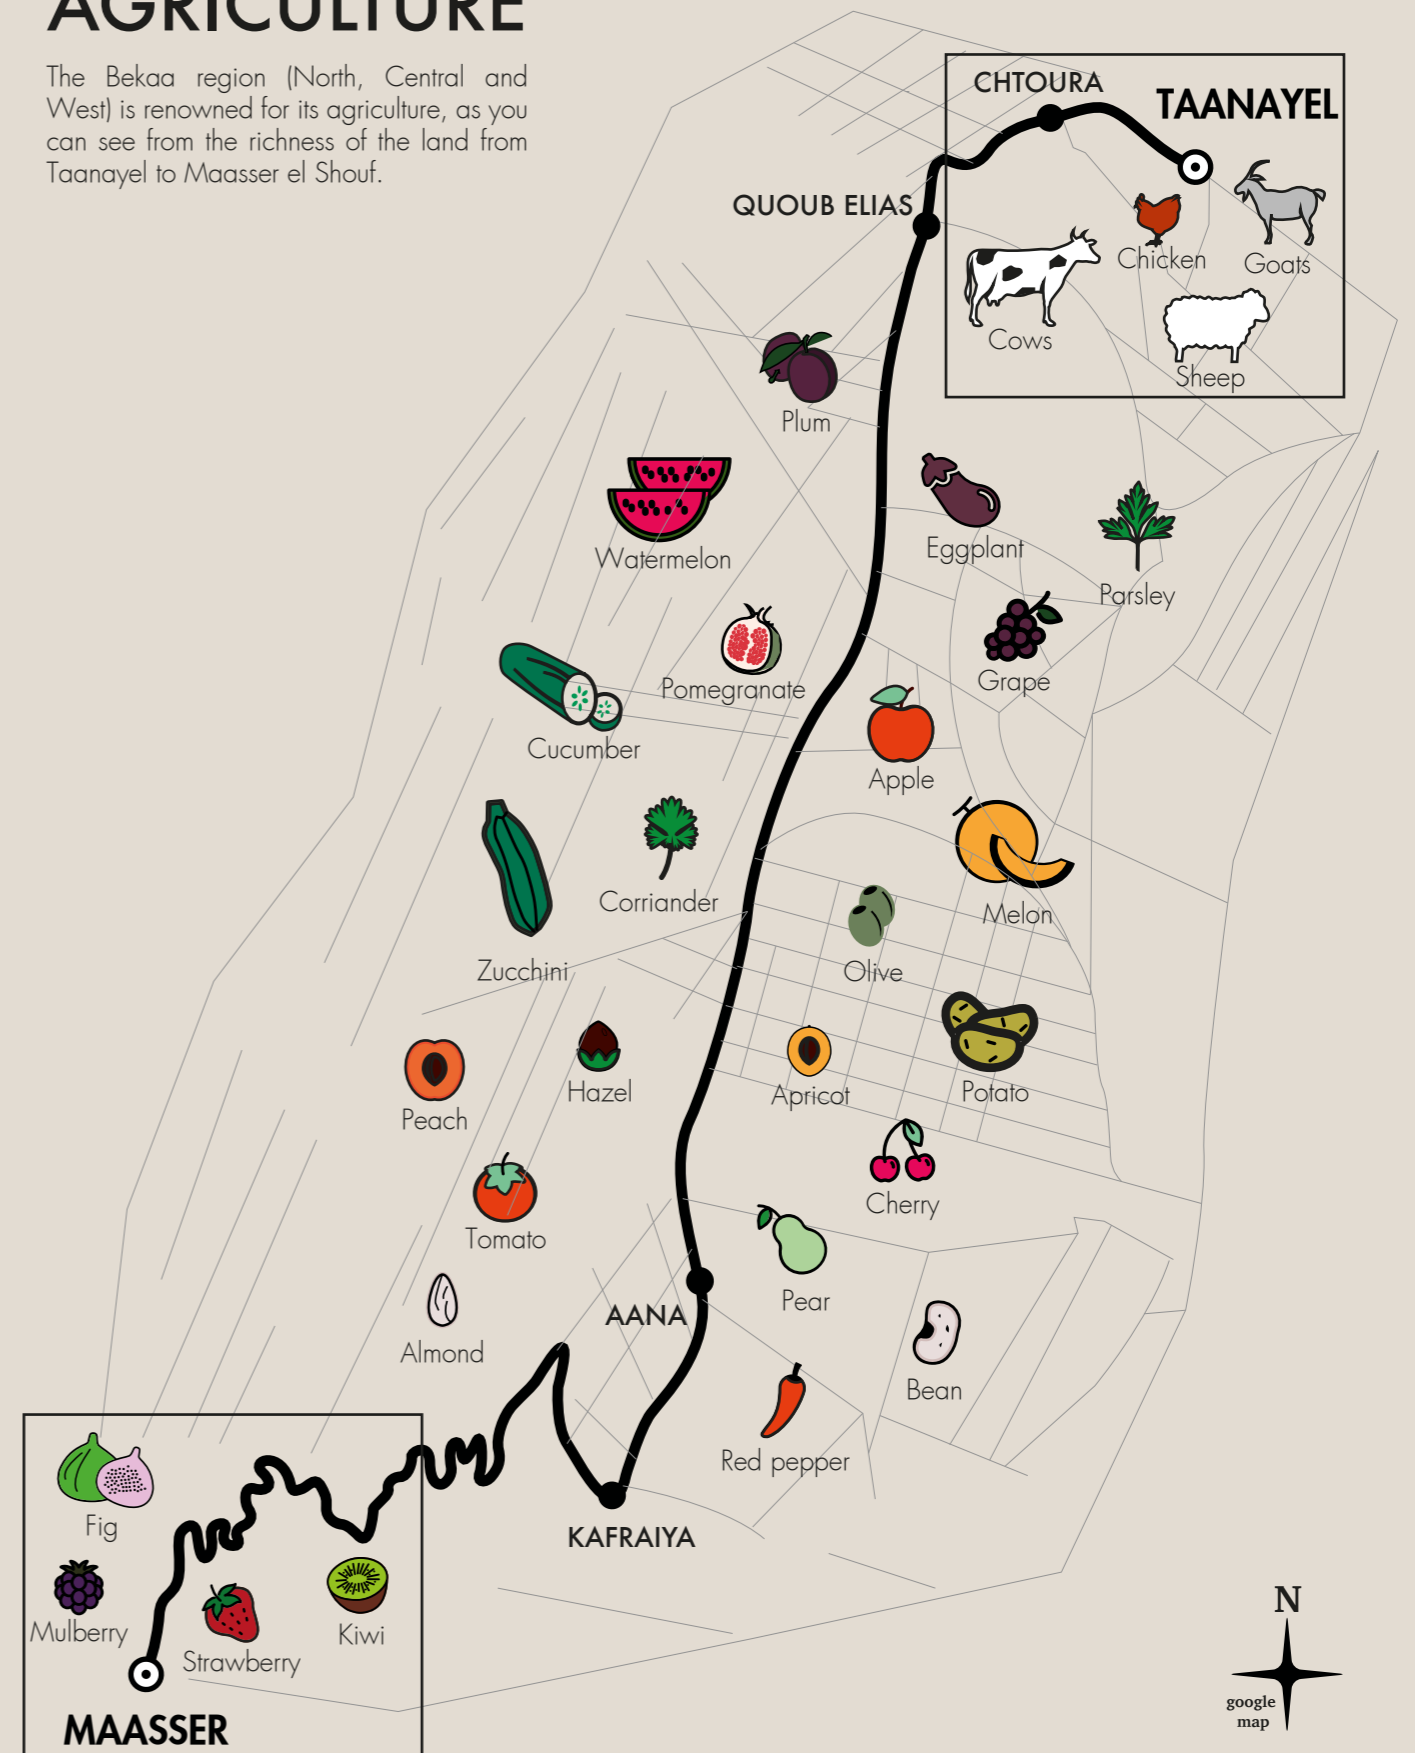 AGRICULTURE
The Bekaa region (North, Central and
West) is renowned for its agriculture, as you
can see from the richness of the land from
Taanayel to Maasser el Shouf.
CHTOURA
TAANAYEL
QUOUB ELIAS
Chicken
Goats
Cows
Sheep
Plum
Watermelon
Eggplant
Parsley
Pomegranate
Grape
Cucumber
Apple
Corriander
Melon
Zucchini
Olive
Peach
Hazel
Apricot
Potato
Tomato
Cherry
Pear
AANA
Almond
Bean
Red pepper
Fig
KAFRAIYA
Mulberry
Strawberry
Kiwi
MAASSER
N
google
map